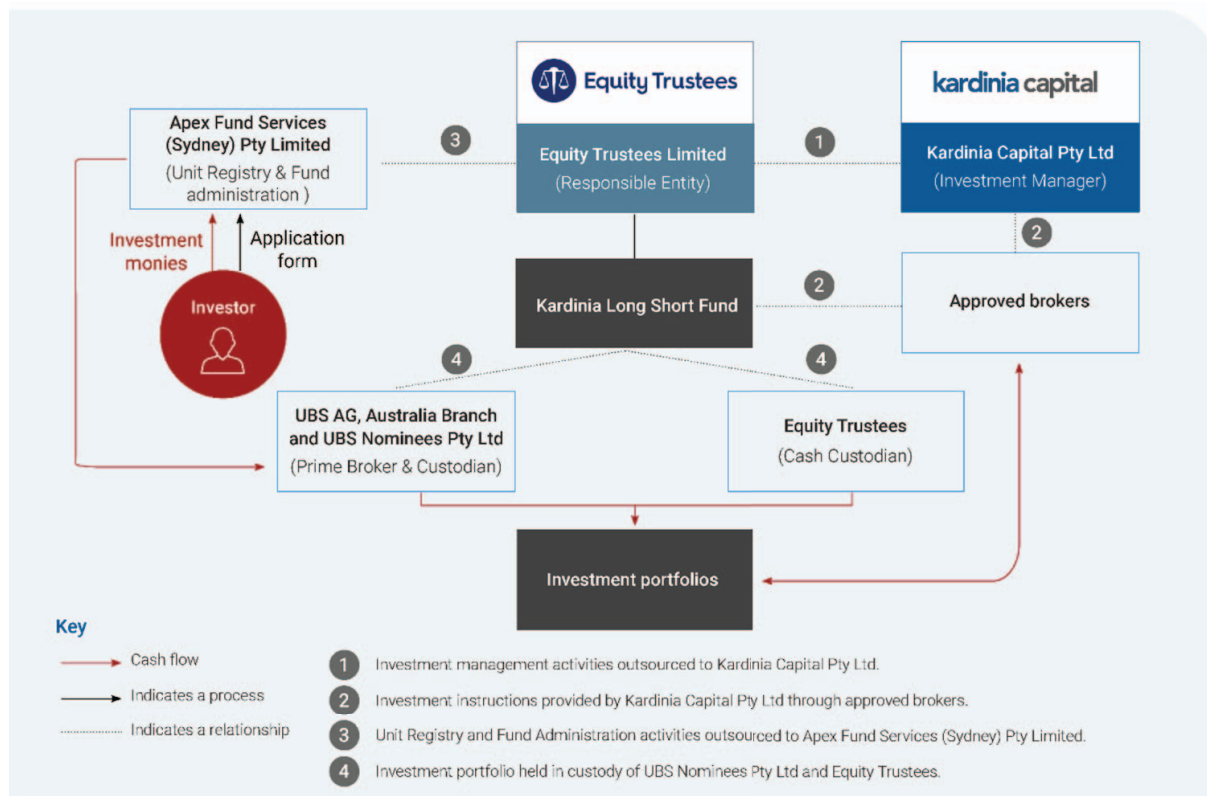 Equity Trustees
kardinia capital
Apex Fund Services
(Sydney) Pty Limited
(Unit Registry & Fund
administration )
3
Equity Trustees Limited
(Responsible Entity)
1
Kardinia Capital Pty Ltd
(Investment Manager)
Investment
monies
Application
form
2
Investor
Kardinia Long Short Fund
2
Approved brokers
4
4
UBS AG, Australia Branch
and UBS Nominees Pty Ltd
(Prime Broker & Custodian)
Equity Trustees
(Cash Custodian)
Investment portfolios
Key
Cash flow
Indicates a process
Indicates a relationship
1 Investment management activities outsourced to Kardinia Capital Pty Ltd.
2 Investment instructions provided by Kardinia Capital Pty Ltd through approved brokers.
3 Unit Registry and Fund Administration activities outsourced to Apex Fund Services (Sydney) Pty Limited.
4 Investment portfolio held in custody of UBS Nominees Pty Ltd and Equity Trustees.